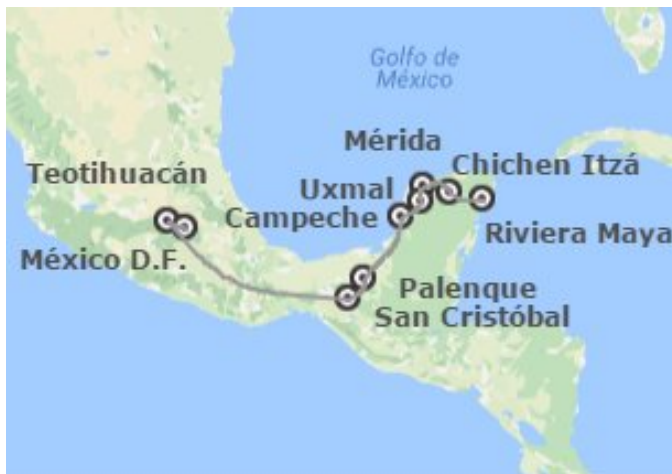 Golfo de
México
Mérida
Teotihuacán
Chichen Itzá
Uxmal
Campeche
Riviera Maya
México D.F.
Palenque
San Cristóbal